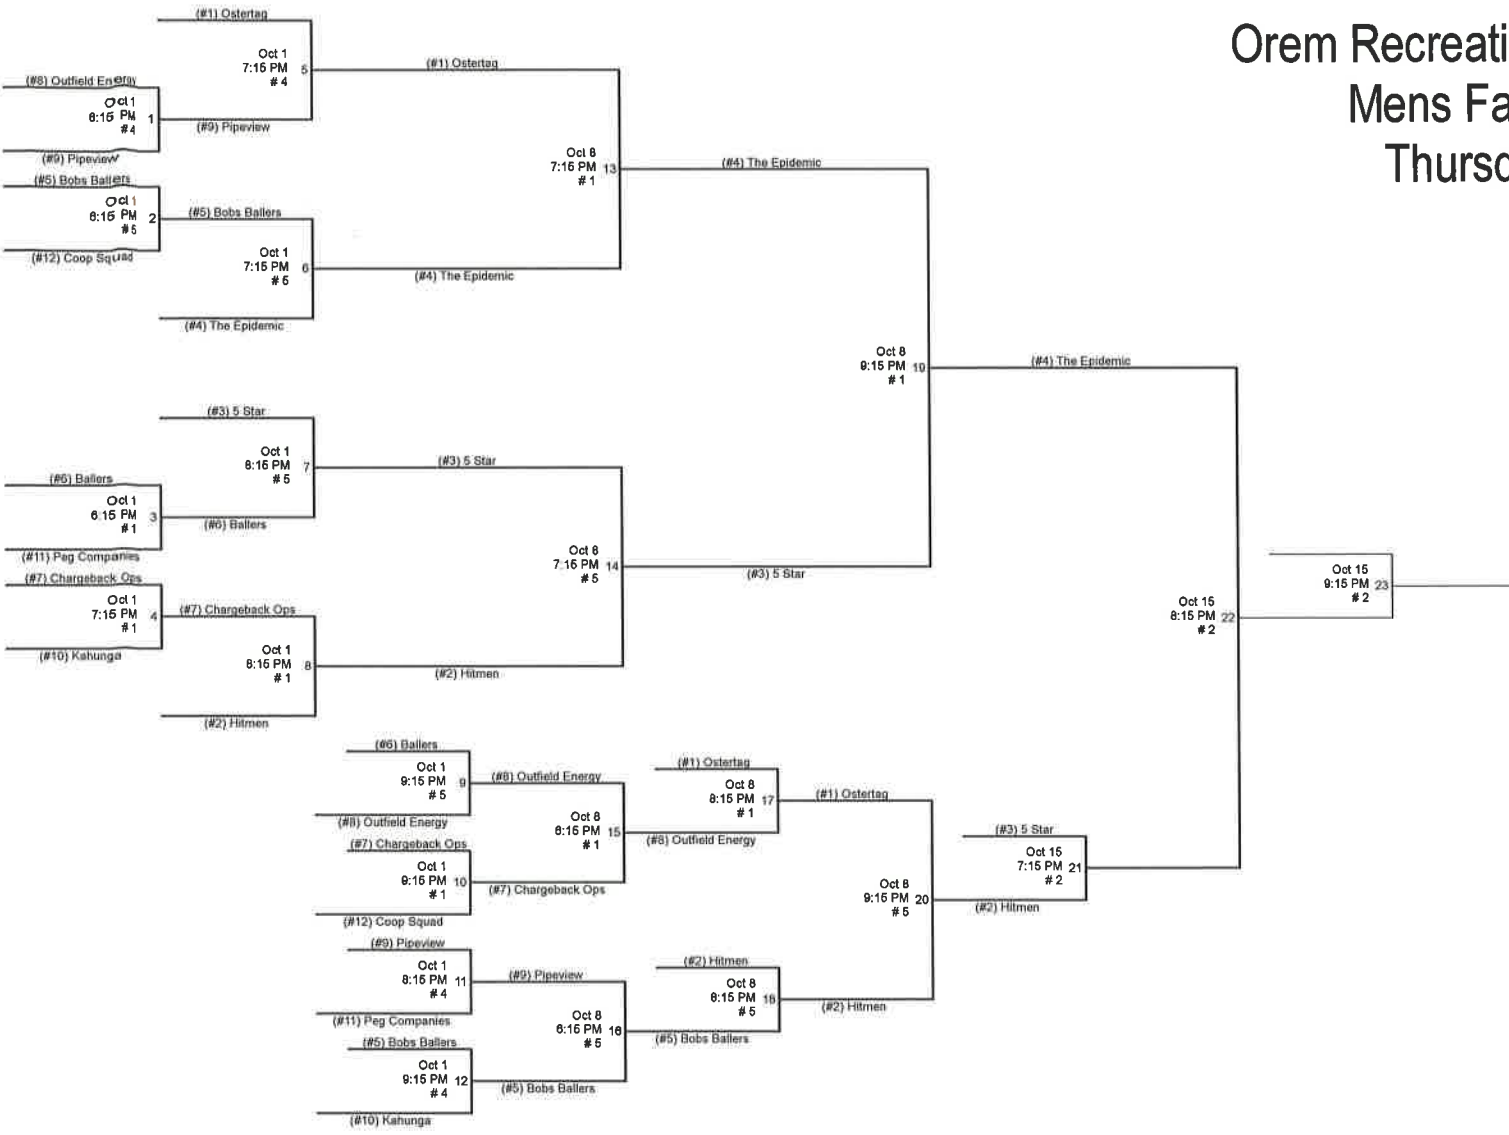 Orem Recreati
Mens Fa
Thursd
(#1) Ostertag
Oct 1
7:15 PM 5
# 4
(#1) Ostertag
(#8) Outfield Energy
Oct 1
6:15 PM 1
# 4
(#9) Pipeview
(#9) Pipeview
(#5) Bobs Ballers
Oct 1
6:15 PM 2
# 5
(#5) Bobs Ballers
(#12) Coop Squad
Oct 1
7:15 PM 6
# 5
(#4) The Epidemic
(#4) The Epidemic
Oct 8
7:15 PM 13
# 1
(#4) The Epidemic
Oct 8
9:15 PM 19
# 1
(#4) The Epidemic
(#3) 5 Star
Oct 1
8:15 PM 7
# 5
(#3) 5 Star
(#6) Ballers
Oct 1
6:15 PM 3
# 1
(#6) Ballers
(#11) Peg Companies
(#7) Chargeback Ops
Oct 1
7:15 PM 4
# 1
(#7) Chargeback Ops
(#10) Kahunga
Oct 1
8:15 PM 8
# 1
(#2) Hitmen
(#2) Hitmen
Oct 8
7:15 PM 14
# 5
(#3) 5 Star
Oct 15
8:15 PM 22
# 2
Oct 15
9:15 PM 23
# 2
(#6) Ballers
Oct 1
9:15 PM 9
# 5
(#8) Outfield Energy
(#8) Outfield Energy
(#7) Chargeback Ops
Oct 1
9:15 PM 10
# 1
(#7) Chargeback Ops
(#12) Coop Squad
Oct 8
6:15 PM 15
# 1
(#1) Ostertag
Oct 8
8:15 PM 17
# 1
(#8) Outfield Energy
(#1) Ostertag
(#9) Pipeview
Oct 1
8:15 PM 11
# 4
(#9) Pipeview
(#11) Peg Companies
(#5) Bobs Ballers
Oct 1
9:15 PM 12
# 4
(#5) Bobs Ballers
(#10) Kahunga
Oct 8
6:15 PM 16
# 5
(#2) Hitmen
Oct 8
8:15 PM 18
# 5
(#5) Bobs Ballers
(#2) Hitmen
Oct 8
9:15 PM 20
# 5
(#3) 5 Star
Oct 15
7:15 PM 21
# 2
(#2) Hitmen